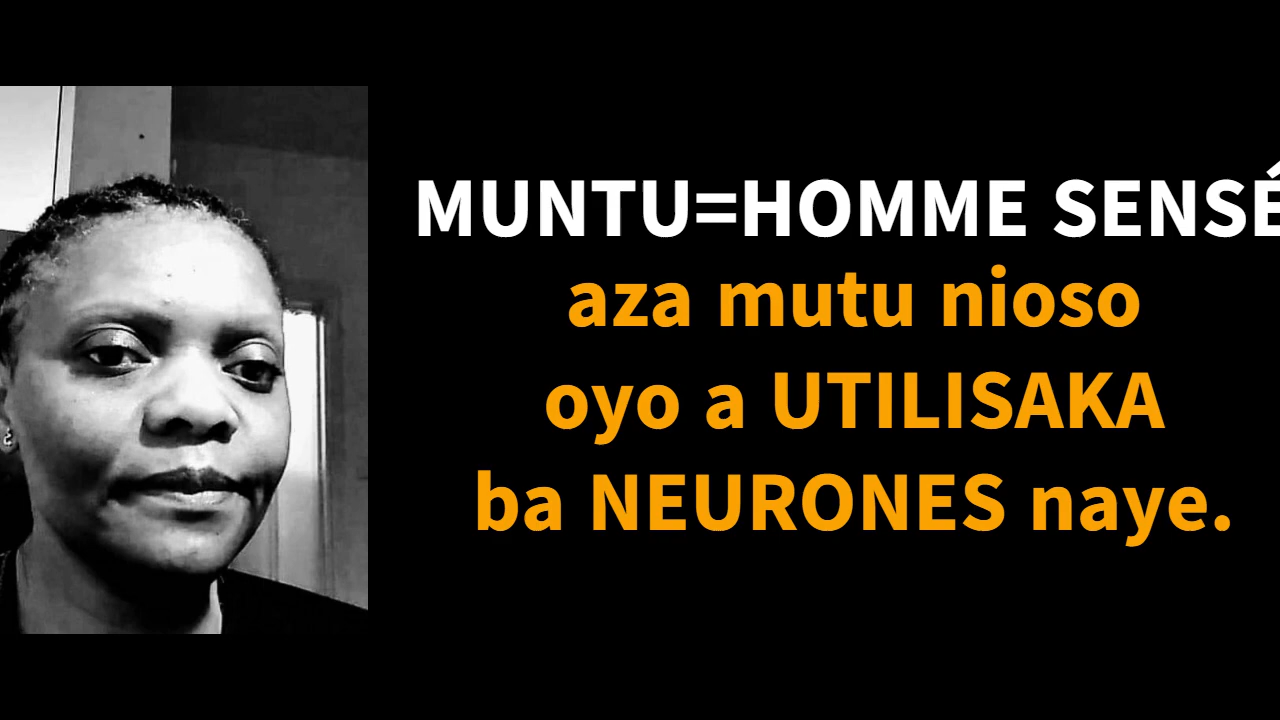 MUNTU=HOMME SENSÉ
aza mutu nioso
oyo a UTILISAKA
ba NEURONES naye.